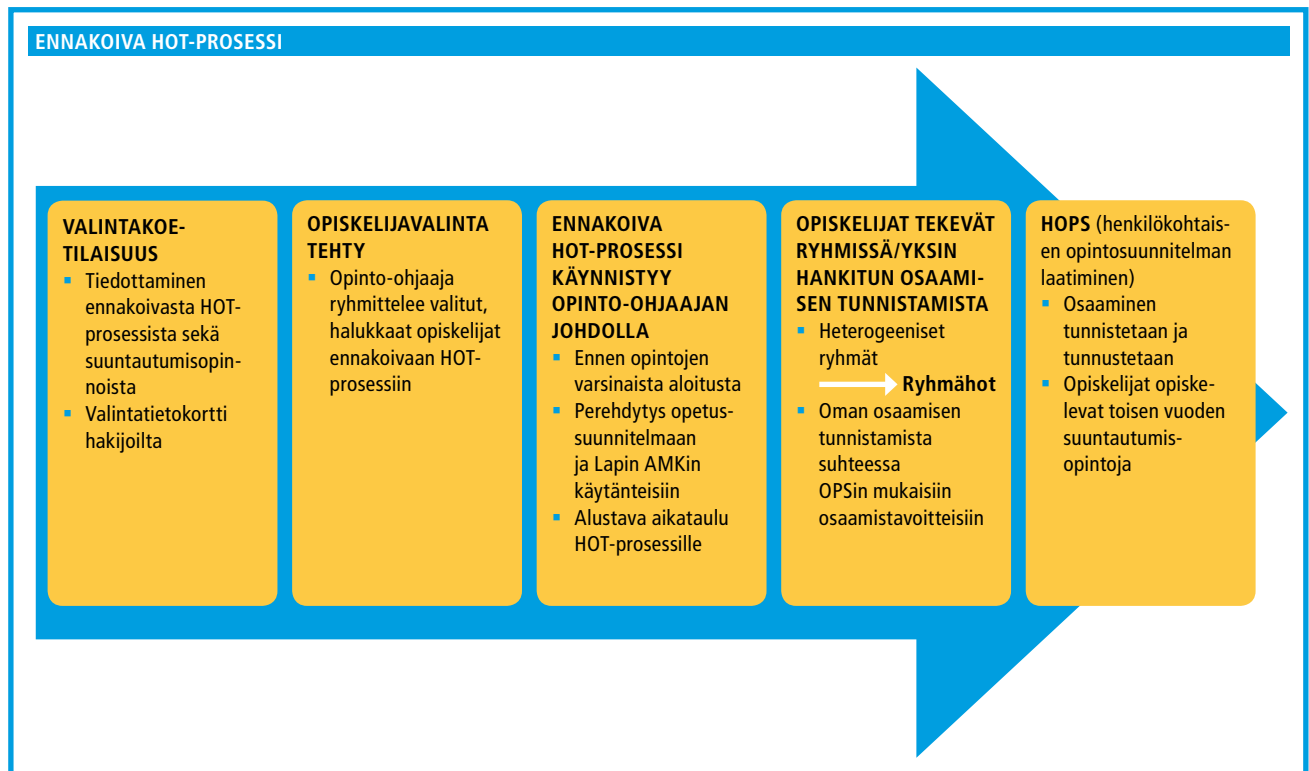 ENNAKOIVA HOT-PROSESSI
VALINTAKOE-
TILAISUUS
▪ Tiedottaminen
ennakoivasta HOT-
prosessista sekä
suuntautumisopin-
noista
▪ Valintatietokortti
hakijoilta
OPISKELIJAVALINTA
TEHTY
▪ Opinto-ohjaaja
ryhmittelee valitut,
halukkaat opiskelijat
ennakoivaan HOT-
prosessiin
ENNAKOIVA
HOT-PROSESSI
KÄYNNISTYY
OPINTO-OHJAAJAN
JOHDOLLA
▪ Ennen opintojen
varsinaista aloitusta
▪ Perehdytys opetus-
suunnitelmaan
ja Lapin AMKin
käytänteisiin
▪ Alustava aikataulu
HOT-prosessille
OPISKELIJAT TEKEVÄT
RYHMISSÄ/YKSIN
HANKITUN OSAAMI-
SEN TUNNISTAMISTA
▪ Heterogeeniset
ryhmät
Ryhmähot
▪ Oman osaamisen
tunnistamista
suhteessa
OPSin mukaisiin
osaamistavoitteisiin
HOPS (henkilökohtais-
en opintosuunnitelman
laatiminen)
▪ Osaaminen
tunnistetaan ja
tunnustetaan
▪ Opiskelijat opiske-
levat toisen vuoden
suuntautumis-
opintoja